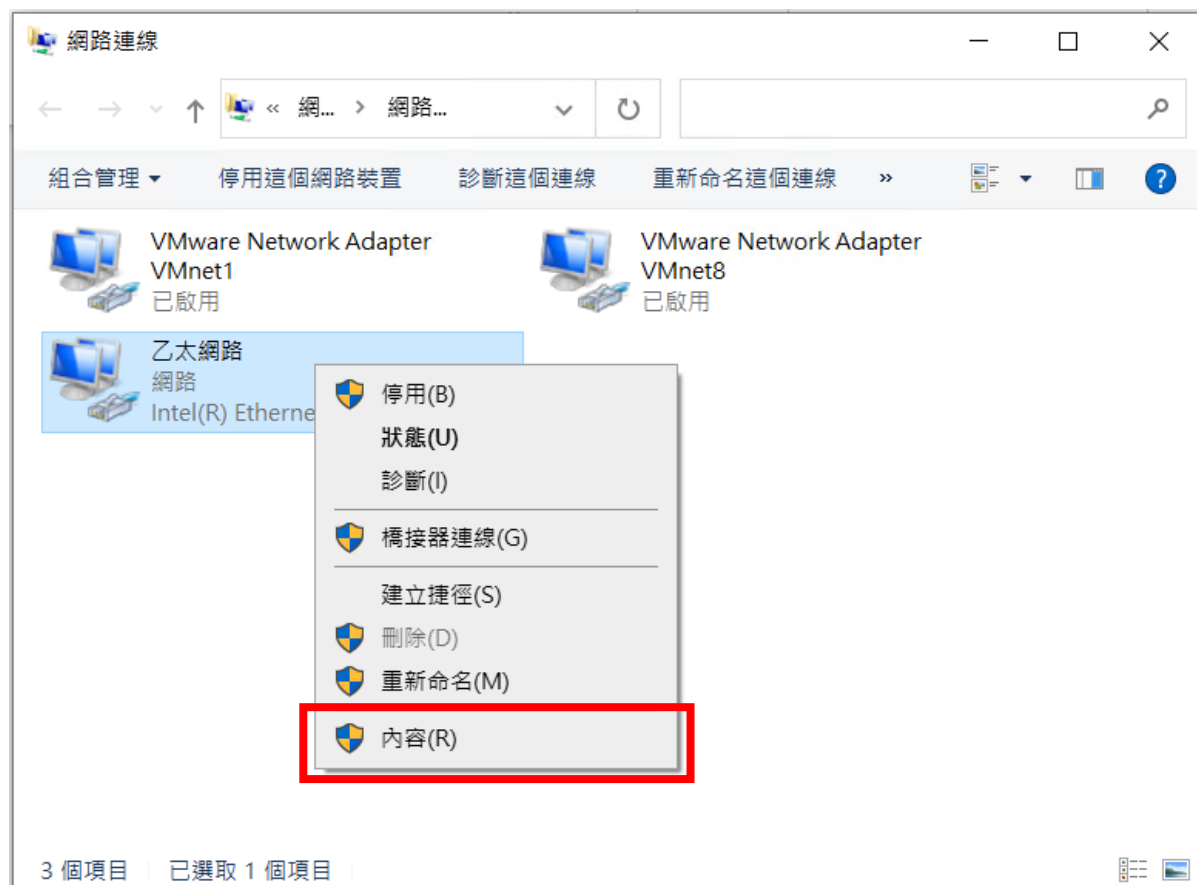 網路連線
« 網... > 網路...
組合管理 停用這個網路裝置 診斷這個連線 重新命名這個連線 »
VMware Network Adapter
VMnet1
已啟用
VMware Network Adapter
VMnet8
已啟用
乙太網路
網路
Intel(R) Etherne
停用(B)
狀態(U)
診斷(I)
橋接器連線(G)
建立捷徑(S)
刪除(D)
重新命名(M)
內容(R)
3 個項目 已選取 1 個項目